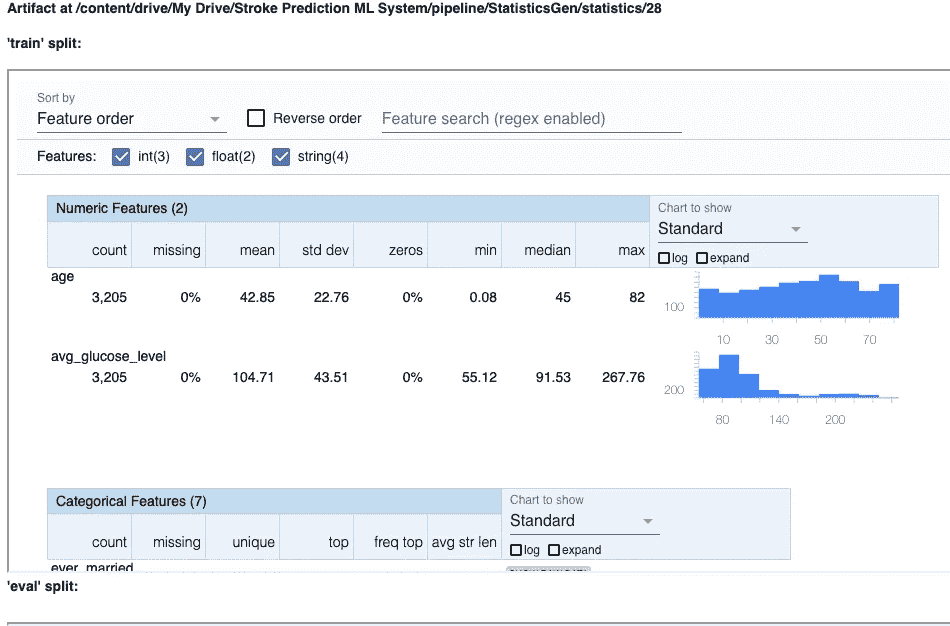 Artifact at /content/drive/My Drive/Stroke Prediction ML System/pipeline/StatisticsGen/statistics/28
'train' split:
Sort by
Feature order
Reverse order
Feature search (regex enabled)
Features: int(3) float(2) string(4)
Numeric Features (2)
Chart to show
Standard
count missing mean std dev zeros min median max
log expand
age
3,205 0% 42.85 22.76 0% 0.08 45 82
100
10 30 50 70
avg_glucose_level
3,205 0% 104.71 43.51 0% 55.12 91.53 267.76
200
80 140 200
Categorical Features (7)
Chart to show
Standard
count missing unique top freq top avg str len
log expand
ever_married
'eval' split: